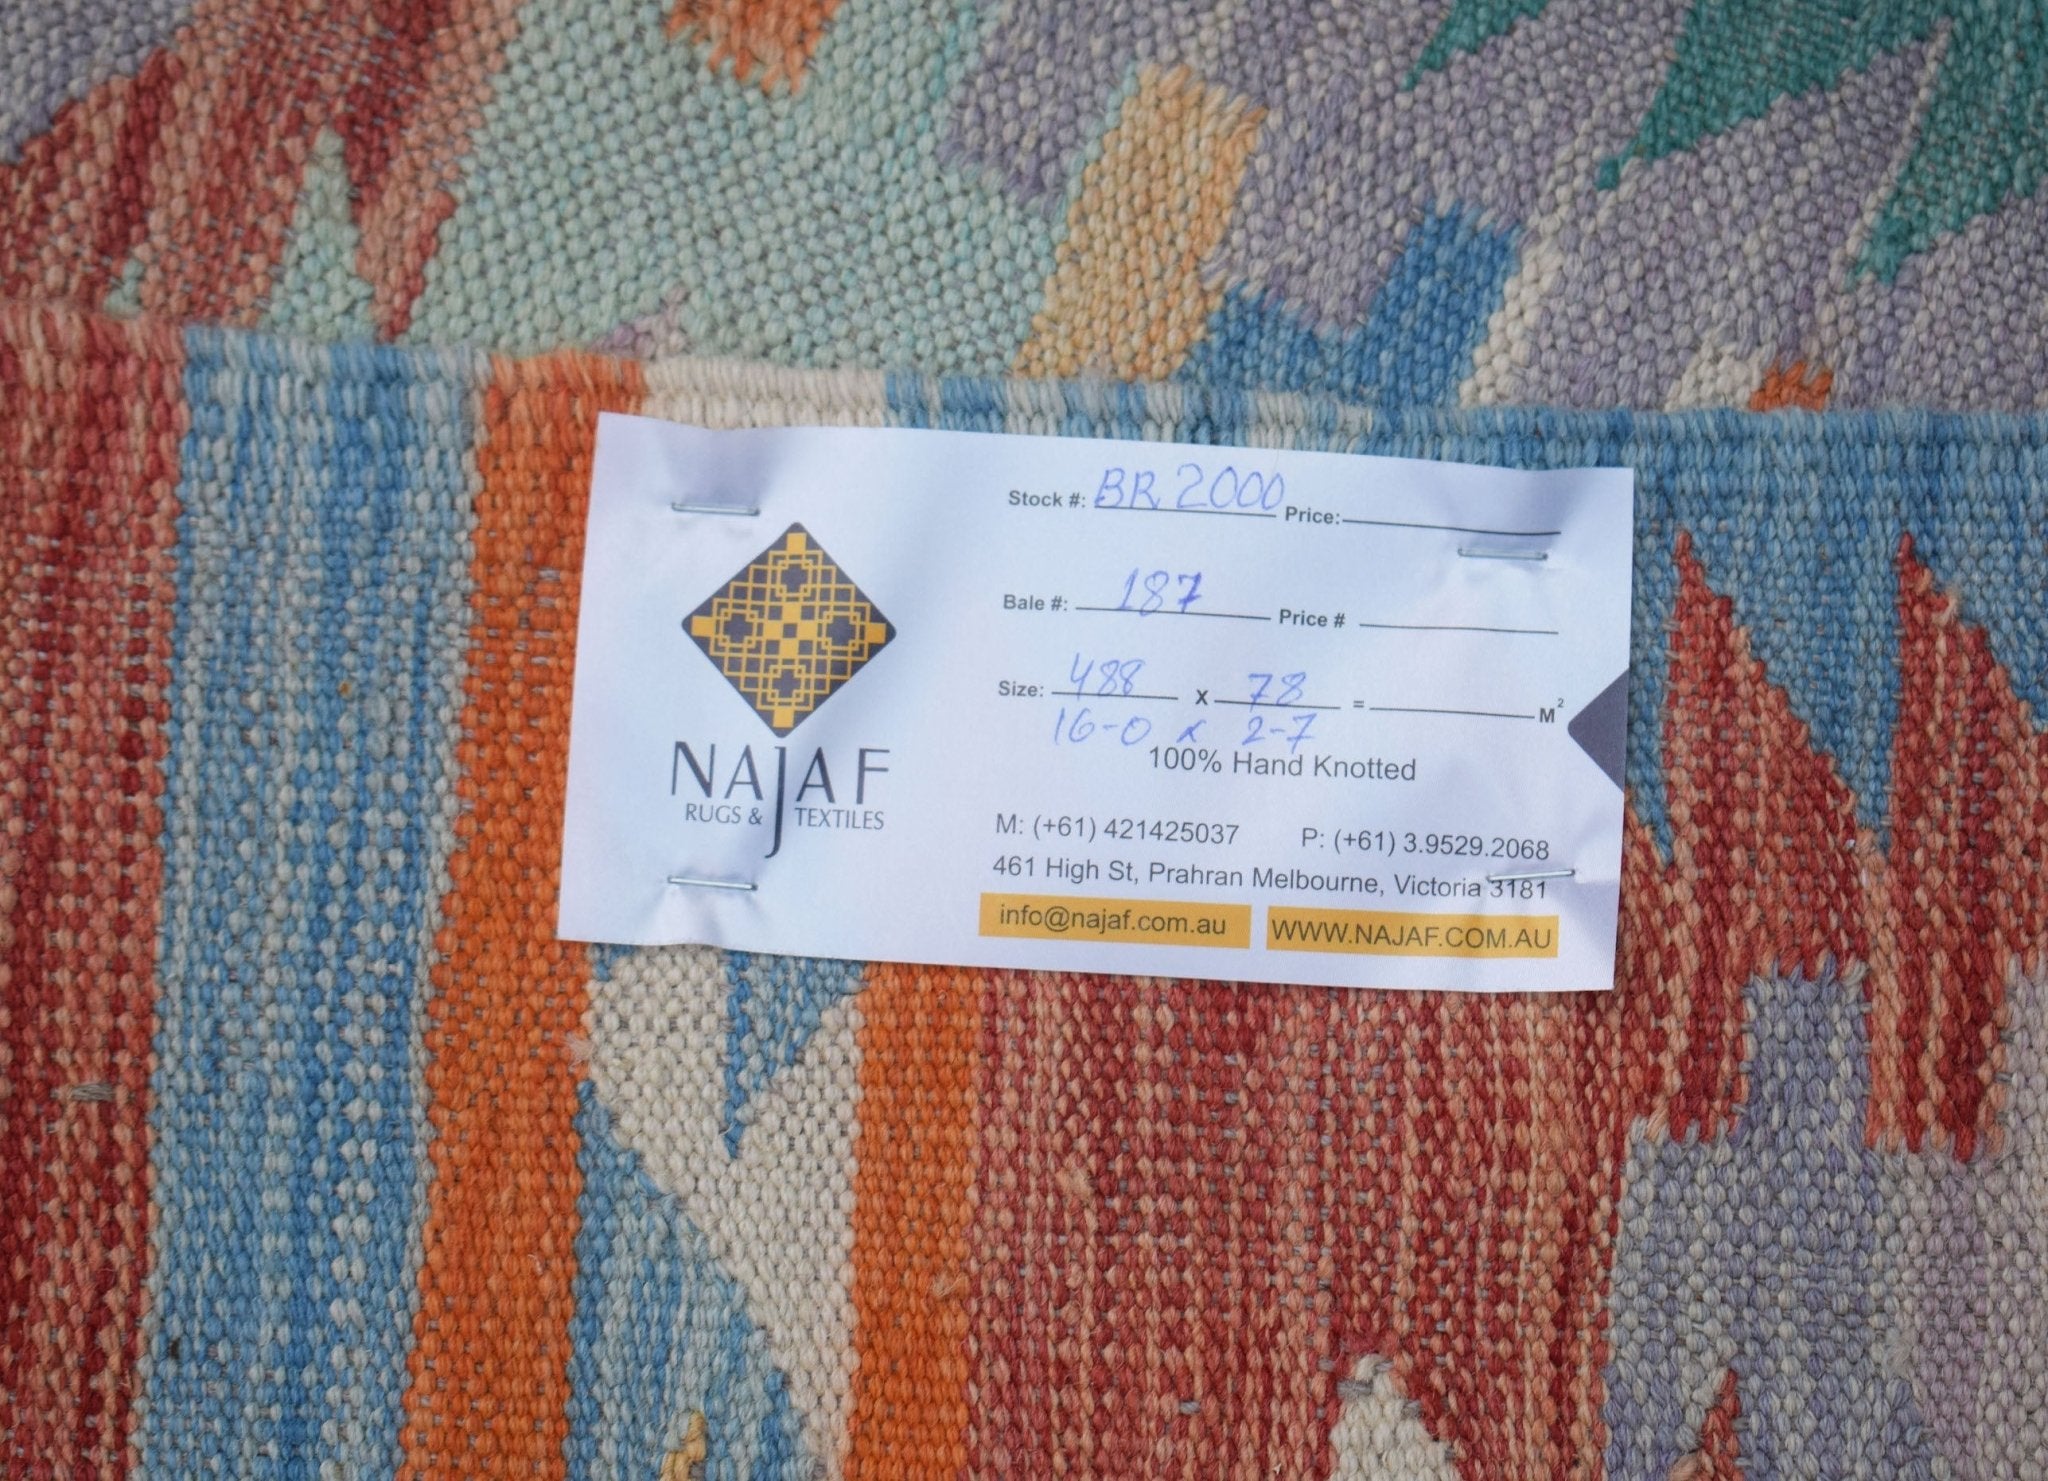 NAJAF
RUGS & TEXTILES
Stock #: BR 2000 Price:
Bale #: 187 Price #
Size: 488 x 78 = M²
16-0 x 2-7
100% Hand Knotted
M: (+61) 421425037 P: (+61) 3.9529.2068
461 High St, Prahran Melbourne, Victoria 3181
info@najaf.com.au WWW.NAJAF.COM.AU